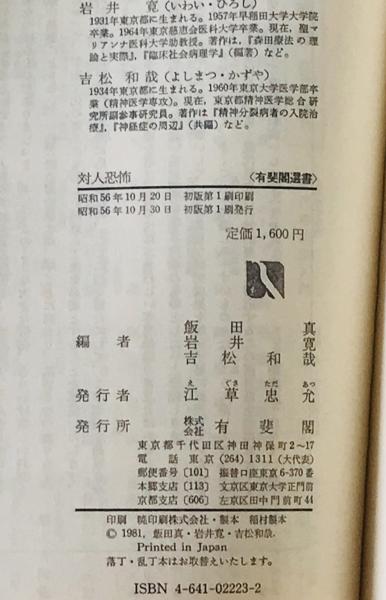 岩井 寛(いわい・ひろし)
1931年東京都に生まれる。1957年早稲田大学大学院
卒業。1964年東京慈恵会医科大学卒業。現在,聖マ
リアンナ医科大学助教授。著作は,『森田療法の理
論と実際』,『臨床社会病理学』(編著)など。
吉松和哉(よしまつ・かずや)
1934年東京都に生まれる。1960年東京大学医学部卒
業(精神医学専攻)。現在,東京都精神医学総合研
究所副参事研究員。著作は『精神分裂病者の入院治
療』,『神経症の周辺』(共編)など。
対人恐怖 〈有斐閣選書〉
昭和56年10月20日 初版第1刷印刷
昭和56年10月30日 初版第1刷発行
定価1,600円
飯田 真
編者 岩井 寛
吉松和哉
えぐさ ただあつ
発行者 江草忠允
発行所 株式会社 有斐閣
東京都千代田区神田神保町2~17
電話 東京(264)1311(大代表)
郵便番号〔101〕 振替口座東京6-370番
本郷支店〔113〕 文京区東京大学正門前
京都支店〔606〕 左京区田中門前町44
印刷 暁印刷株式会社・製本 稲村製本
© 1981, 飯田真・岩井寛・吉松和哉.
Printed in Japan
落丁・乱丁本はお取替えいたします。
ISBN 4-641-02223-2